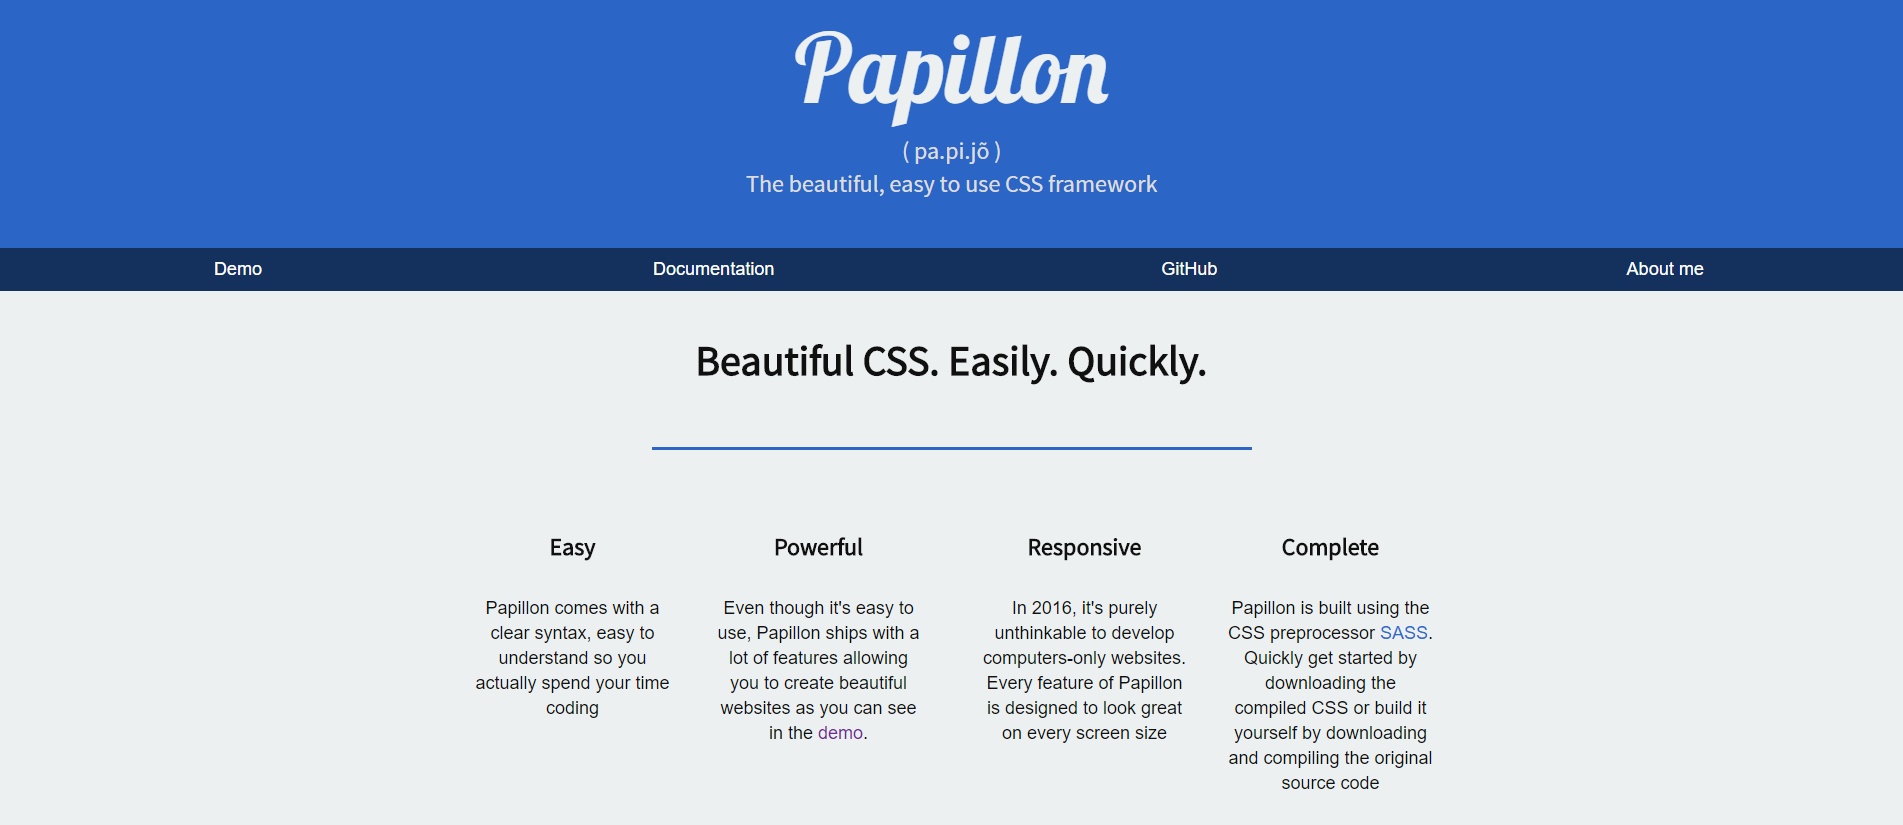 Papillon
( pa.pi.jõ )
The beautiful, easy to use CSS framework
Demo
Documentation
GitHub
About me
Beautiful CSS. Easily. Quickly.
Easy
Papillon comes with a
clear syntax, easy to
understand so you
actually spend your time
coding
Powerful
Even though it's easy to
use, Papillon ships with a
lot of features allowing
you to create beautiful
websites as you can see
in the demo.
Responsive
In 2016, it's purely
unthinkable to develop
computers-only websites.
Every feature of Papillon
is designed to look great
on every screen size
Complete
Papillon is built using the
CSS preprocessor SASS.
Quickly get started by
downloading the
compiled CSS or build it
yourself by downloading
and compiling the original
source code